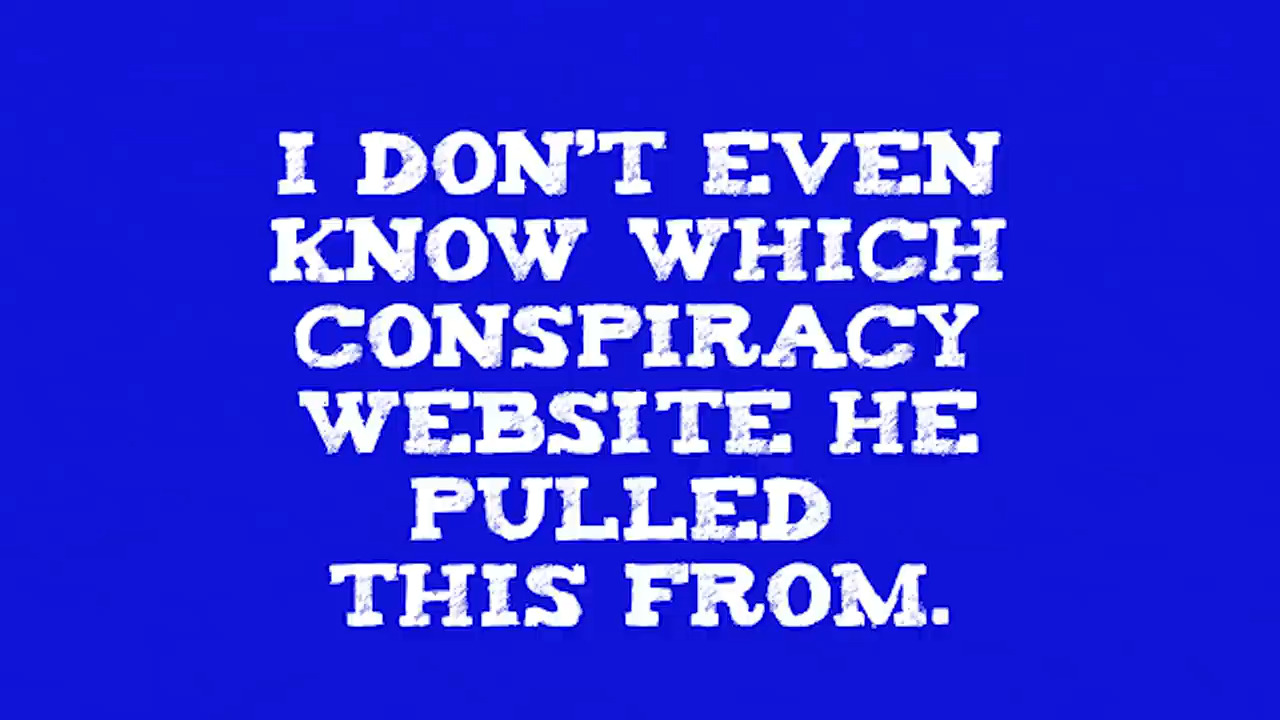 I DON'T EVEN
KNOW WHICH
CONSPIRACY
WEBSITE HE
PULLED
THIS FROM.